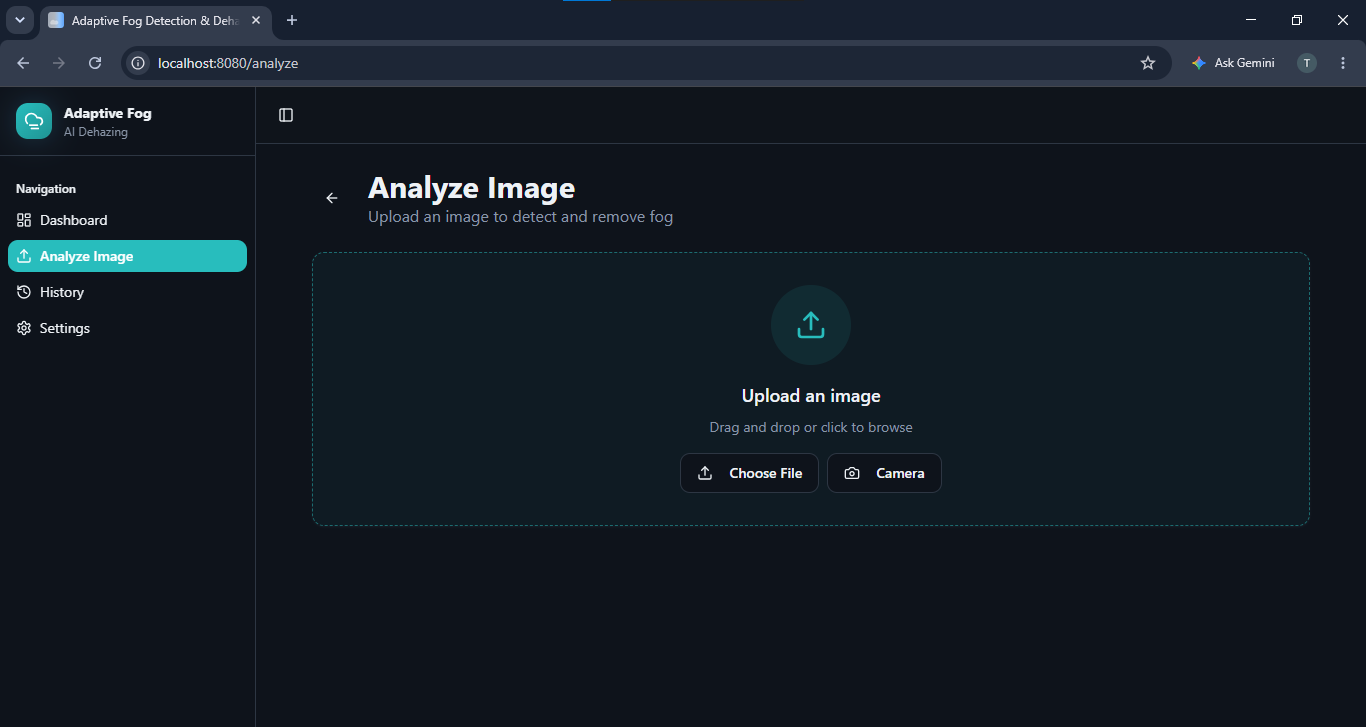 Adaptive Fog Detection & Deha
localhost:8080/analyze
Ask Gemini
T
Adaptive Fog
AI Dehazing
Navigation
Dashboard
Analyze Image
History
Settings
Analyze Image
Upload an image to detect and remove fog
Upload an image
Drag and drop or click to browse
Choose File
Camera